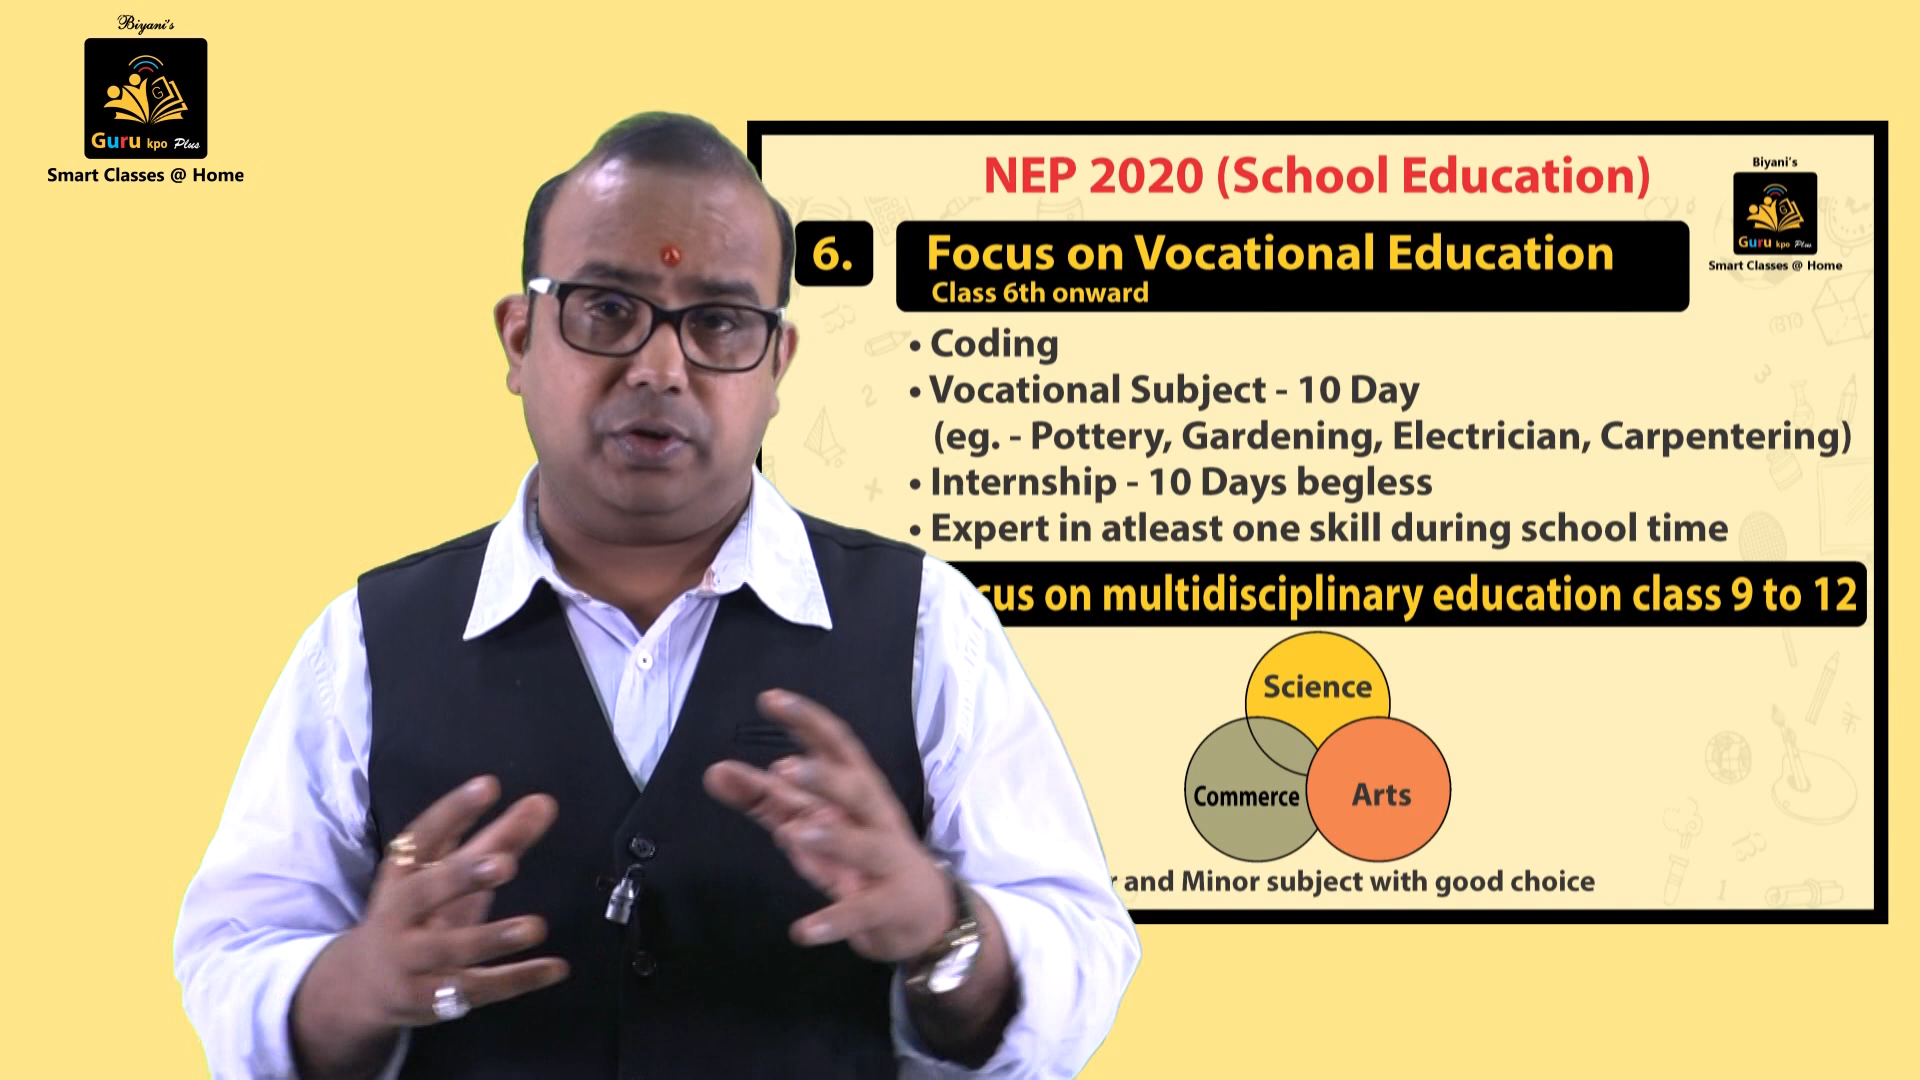 Biyani's
Guru kpo Plus
Smart Classes @ Home
NEP 2020 (School Education)
Biyani's
Guru kpo Plus
Smart Classes @ Home
6.
Focus on Vocational Education
Class 6th onward
• Coding
• Vocational Subject - 10 Day
(eg. - Pottery, Gardening, Electrician, Carpentering)
• Internship - 10 Days begless
• Expert in atleast one skill during school time
cus on multidisciplinary education class 9 to 12
Science
Commerce
Arts
and Minor subject with good choice